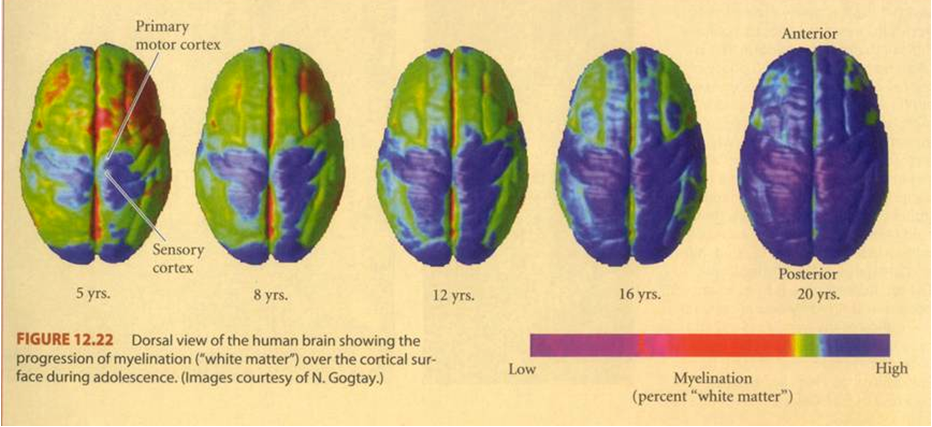 Primary
motor cortex
Anterior
Sensory
cortex
Posterior
5 yrs.
8 yrs.
12 yrs.
16 yrs.
20 yrs.
FIGURE 12.22 Dorsal view of the human brain showing the
progression of myelination (“white matter”) over the cortical sur-
face during adolescence. (Images courtesy of N. Gogtay.)
Low
High
Myelination
(percent “white matter”)